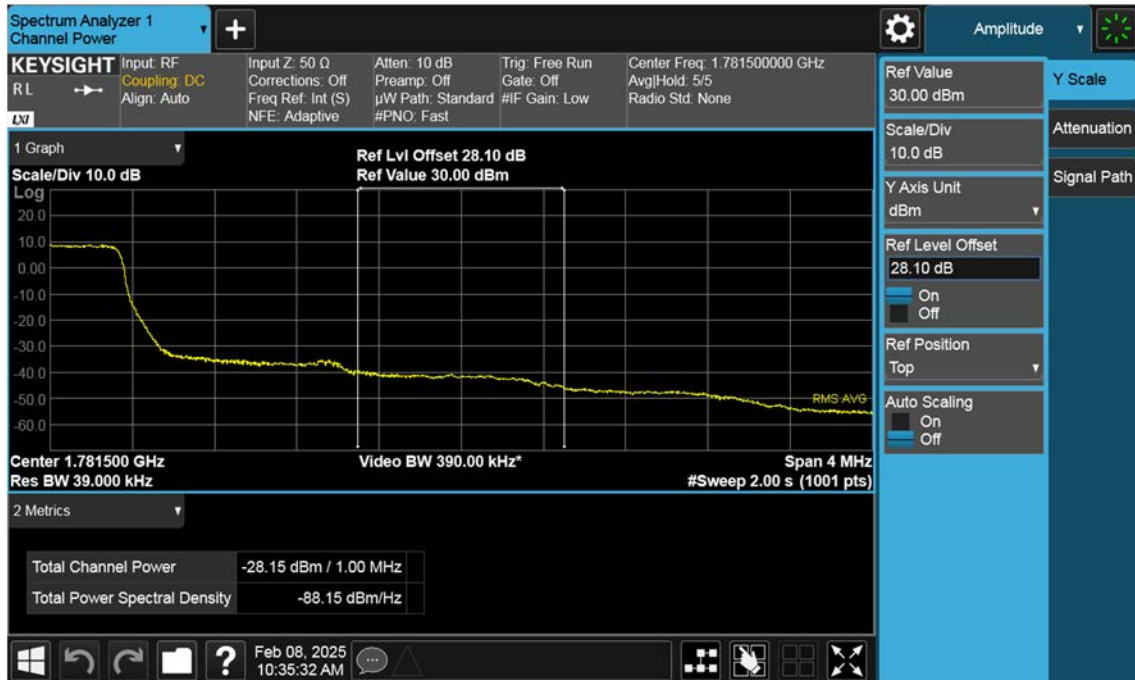 Spectrum Analyzer 1
Channel Power
+
Amplitude
KEYSIGHT
R L
LXI
Input: RF
Coupling: DC
Align: Auto
Input Z: 50 Ω
Corrections: Off
Freq Ref: Int (S)
NFE: Adaptive
Atten: 10 dB
Preamp: Off
µW Path: Standard
#PNO: Fast
Trig: Free Run
Gate: Off
#IF Gain: Low
Center Freq: 1.781500000 GHz
Avg|Hold: 5/5
Radio Std: None
1 Graph
Scale/Div 10.0 dB
Ref Lvl Offset 28.10 dB
Ref Value 30.00 dBm
Log
20.0
10.0
0.00
-10.0
-20.0
-30.0
-40.0
-50.0
-60.0
RMS AVG
Center 1.781500 GHz
Res BW 39.000 kHz
Video BW 390.00 kHz*
Span 4 MHz
#Sweep 2.00 s (1001 pts)
2 Metrics
Total Channel Power -28.15 dBm / 1.00 MHz
Total Power Spectral Density -88.15 dBm/Hz
?
Feb 08, 2025
10:35:32 AM
Ref Value
30.00 dBm
Scale/Div
10.0 dB
Y Axis Unit
dBm
Ref Level Offset
28.10 dB
On
Off
Ref Position
Top
Auto Scaling
On
Off
Y Scale
Attenuation
Signal Path